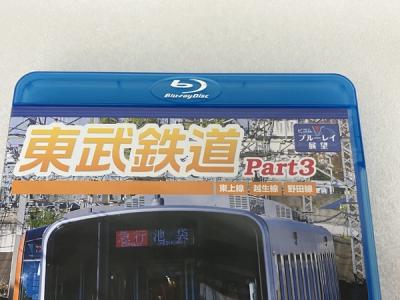 Blu-ray Disc
ビコム
ブルーレイ
展望
東武鉄道
Part3
東上線 越生線 野田線
急行 池袋